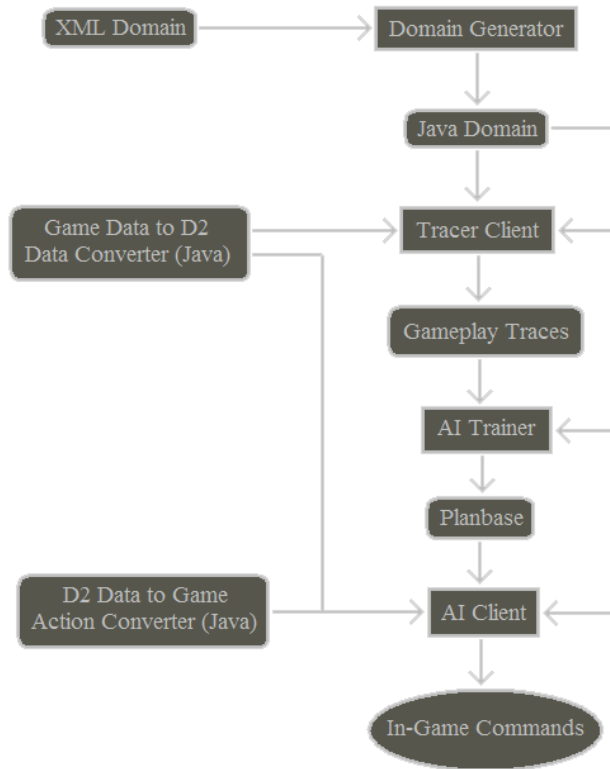 XML Domain
Domain Generator
Java Domain
Game Data to D2
Data Converter (Java)
Tracer Client
Gameplay Traces
AI Trainer
Planbase
D2 Data to Game
Action Converter (Java)
AI Client
In-Game Commands